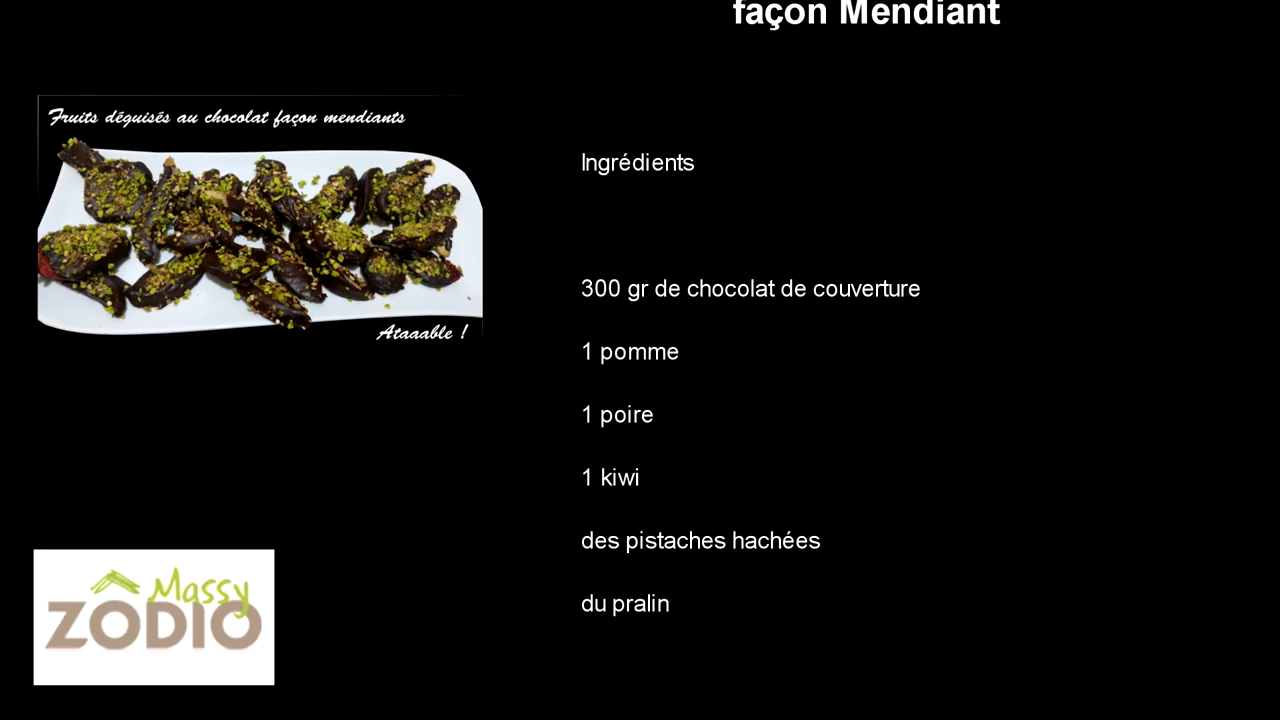 façon Mendiant
Fruits déguisés au chocolat façon mendiants
Ataaable !
Ingrédients
300 gr de chocolat de couverture
1 pomme
1 poire
1 kiwi
des pistaches hachées
du pralin
Massy
ZODIO